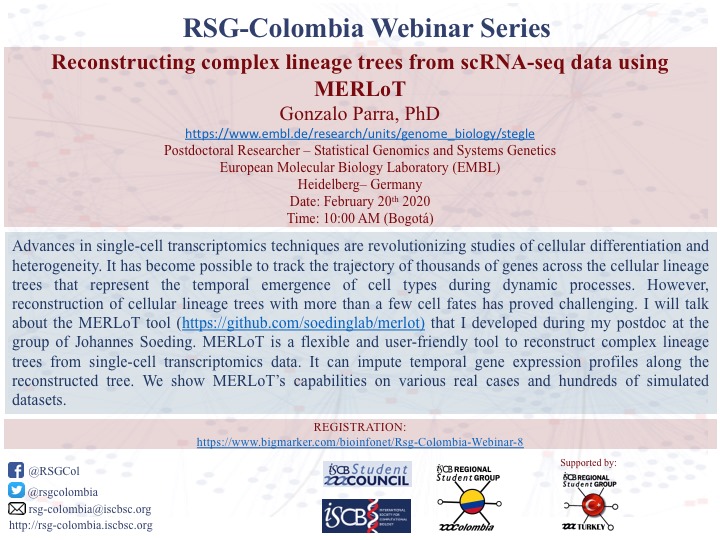 RSG-Colombia Webinar Series
Reconstructing complex lineage trees from scRNA-seq data using
MERLoT
Gonzalo Parra, PhD
https://www.embl.de/research/units/genome_biology/stegle
Postdoctoral Researcher – Statistical Genomics and Systems Genetics
European Molecular Biology Laboratory (EMBL)
Heidelberg– Germany
Date: February 20th 2020
Time: 10:00 AM (Bogotá)
Advances in single-cell transcriptomics techniques are revolutionizing studies of cellular differentiation and
heterogeneity. It has become possible to track the trajectory of thousands of genes across the cellular lineage
trees that represent the temporal emergence of cell types during dynamic processes. However,
reconstruction of cellular lineage trees with more than a few cell fates has proved challenging. I will talk
about the MERLoT tool (https://github.com/soedinglab/merlot) that I developed during my postdoc at the
group of Johannes Soeding. MERLoT is a flexible and user-friendly tool to reconstruct complex lineage
trees from single-cell transcriptomics data. It can impute temporal gene expression profiles along the
reconstructed tree. We show MERLoT’s capabilities on various real cases and hundreds of simulated
datasets.
REGISTRATION:
https://www.bigmarker.com/bioinfonet/Rsg-Colombia-Webinar-8
@RSGCol
@rsgcolombia
rsg-colombia@iscbsc.org
http://rsg-colombia.iscbsc.org
iSCB Student
COUNCIL
iSCB
INTERNATIONAL
SOCIETY FOR
COMPUTATIONAL
BIOLOGY
iSCB REGIONAL
Student GROUP
Colombia
Supported by:
iSCB REGIONAL
Student GROUP
TURKEY